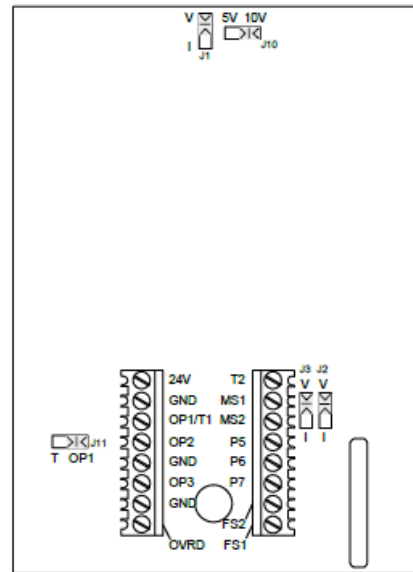 V 5V 10V
I J10
J1
J3 J2
24V T2 V V
GND MS1
OP1/T1 MS2
J11 OP2 P5 I I
T OP1 GND P6
OP3 P7
GND
FS2
OVRD FS1